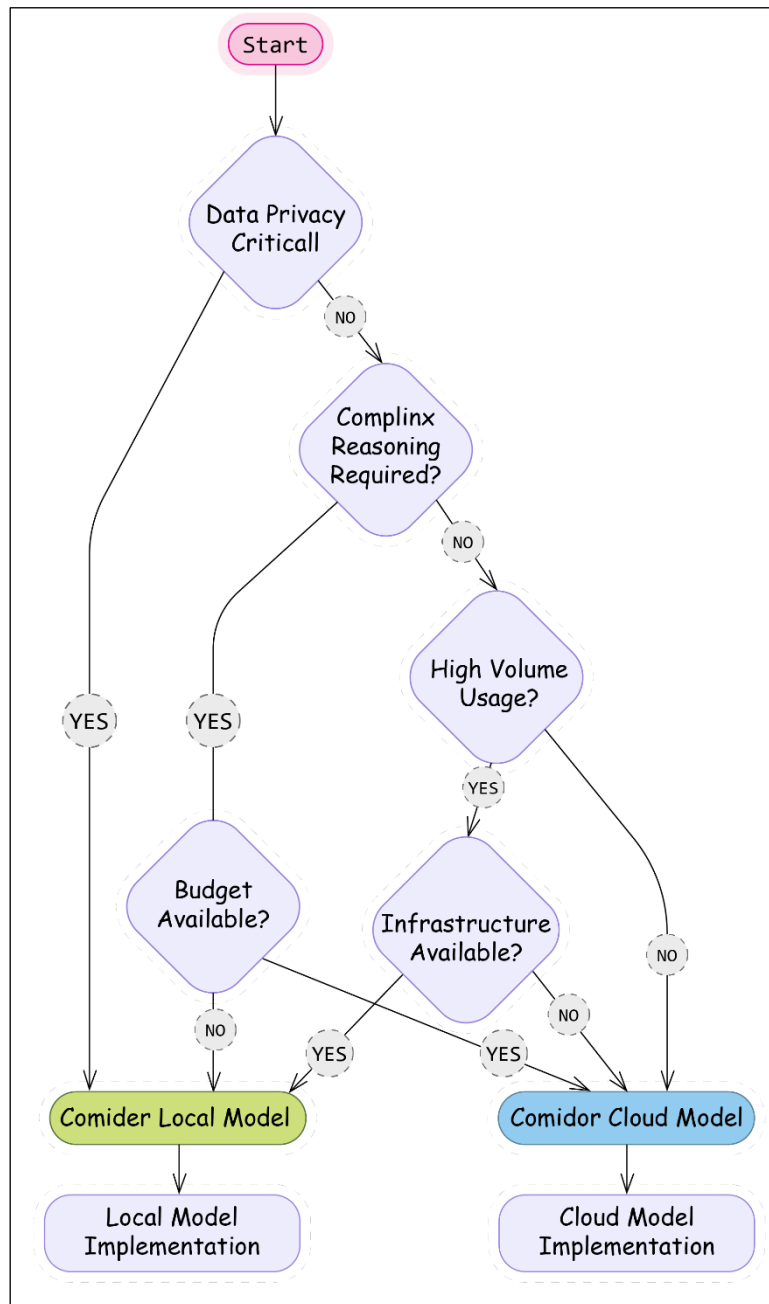 Start
Data Privacy
Criticall
NO
Complinx
Reasoning
Required?
NO
High Volume
Usage?
YES
YES
YES
Budget
Available?
Infrastructure
Available?
NO
NO
NO
YES
YES
Comider Local Model
Comidor Cloud Model
Local Model
Implementation
Cloud Model
Implementation